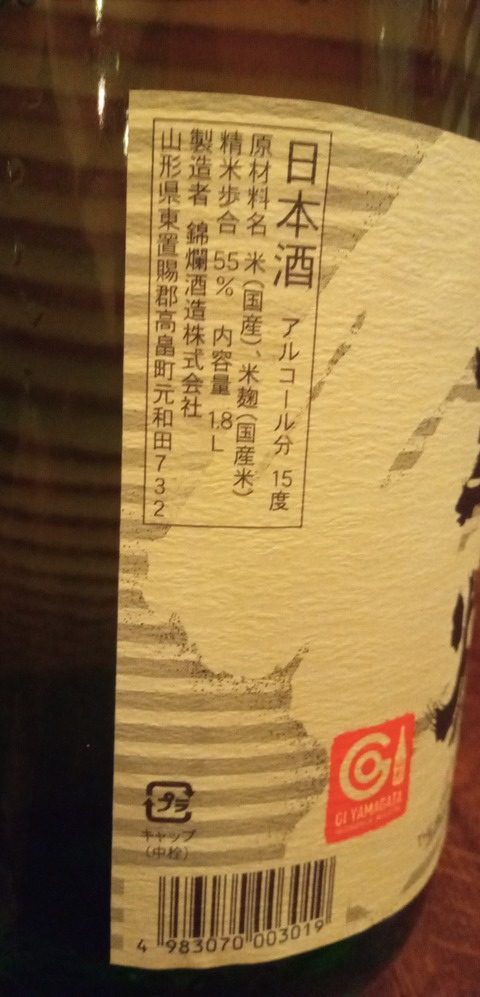 日本酒 アルコール分 15度
原材料名 米(国産)、米麹(国産米)
精米歩合 55% 内容量 1.8L
製造者 錦爛酒造株式会社
山形県東置賜郡高畠町元和田732
GI YAMAGATA
プラ
キャップ
(中栓)
4 983070 003019